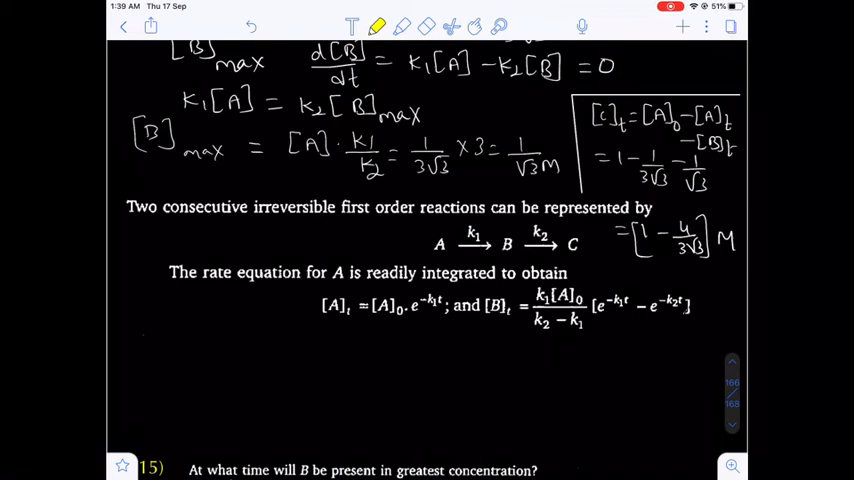 1:39 AM Thu 17 Sep
51%
[B]max d[B]/dt = K1[A] - K2[B] = 0
K1[A] = K2[B]max
[B]max = [A] . K1/K2 = 1/3√3 × 3 = 1/√3 M
[C]t = [A]0 - [A]t
- [B]t
= 1 - 1/3√3 - 1/√3
= [1 - 4/3√3] M
Two consecutive irreversible first order reactions can be represented by
A k1→ B k2→ C
The rate equation for A is readily integrated to obtain
[A]t = [A]0. e^-k1t; and [B]t = k1[A]0/k2 - k1 [e^-k1t - e^-k2t]
166
/
168
15) At what time will B be present in greatest concentration?